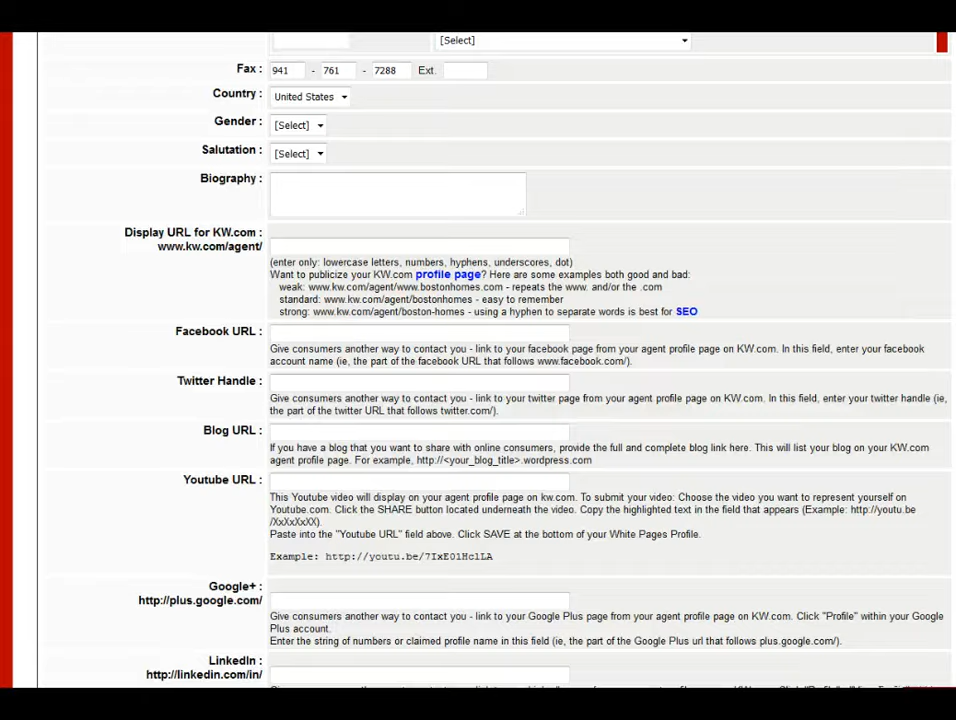 [Select]
Fax : 941 - 761 - 7288 Ext.
Country : United States
Gender : [Select]
Salutation : [Select]
Biography :
Display URL for KW.com :
www.kw.com/agent/
(enter only: lowercase letters, numbers, hyphens, underscores, dot)
Want to publicize your KW.com profile page? Here are some examples both good and bad:
weak: www.kw.com/agent/www.bostonhomes.com - repeats the www. and/or the .com
standard: www.kw.com/agent/bostonhomes - easy to remember
strong: www.kw.com/agent/boston-homes - using a hyphen to separate words is best for SEO
Facebook URL :
Give consumers another way to contact you - link to your facebook page from your agent profile page on KW.com. In this field, enter your facebook
account name (ie, the part of the facebook URL that follows www.facebook.com/).
Twitter Handle :
Give consumers another way to contact you - link to your twitter page from your agent profile page on KW.com. In this field, enter your twitter handle (ie,
the part of the twitter URL that follows twitter.com/).
Blog URL :
If you have a blog that you want to share with online consumers, provide the full and complete blog link here. This will list your blog on your KW.com
agent profile page. For example, http://<your_blog_title>.wordpress.com
Youtube URL :
This Youtube video will display on your agent profile page on kw.com. To submit your video: Choose the video you want to represent yourself on
Youtube.com. Click the SHARE button located underneath the video. Copy the highlighted text in the field that appears (Example: http://youtu.be
/XxXxXxXX).
Paste into the "Youtube URL" field above. Click SAVE at the bottom of your White Pages Profile.
Example: http://youtu.be/7IxE01HclLA
Google+ :
http://plus.google.com/
Give consumers another way to contact you - link to your Google Plus page from your agent profile page on KW.com. Click "Profile" within your Google
Plus account.
Enter the string of numbers or claimed profile name in this field (ie, the part of the Google Plus url that follows plus.google.com/).
LinkedIn :
http://linkedin.com/in/